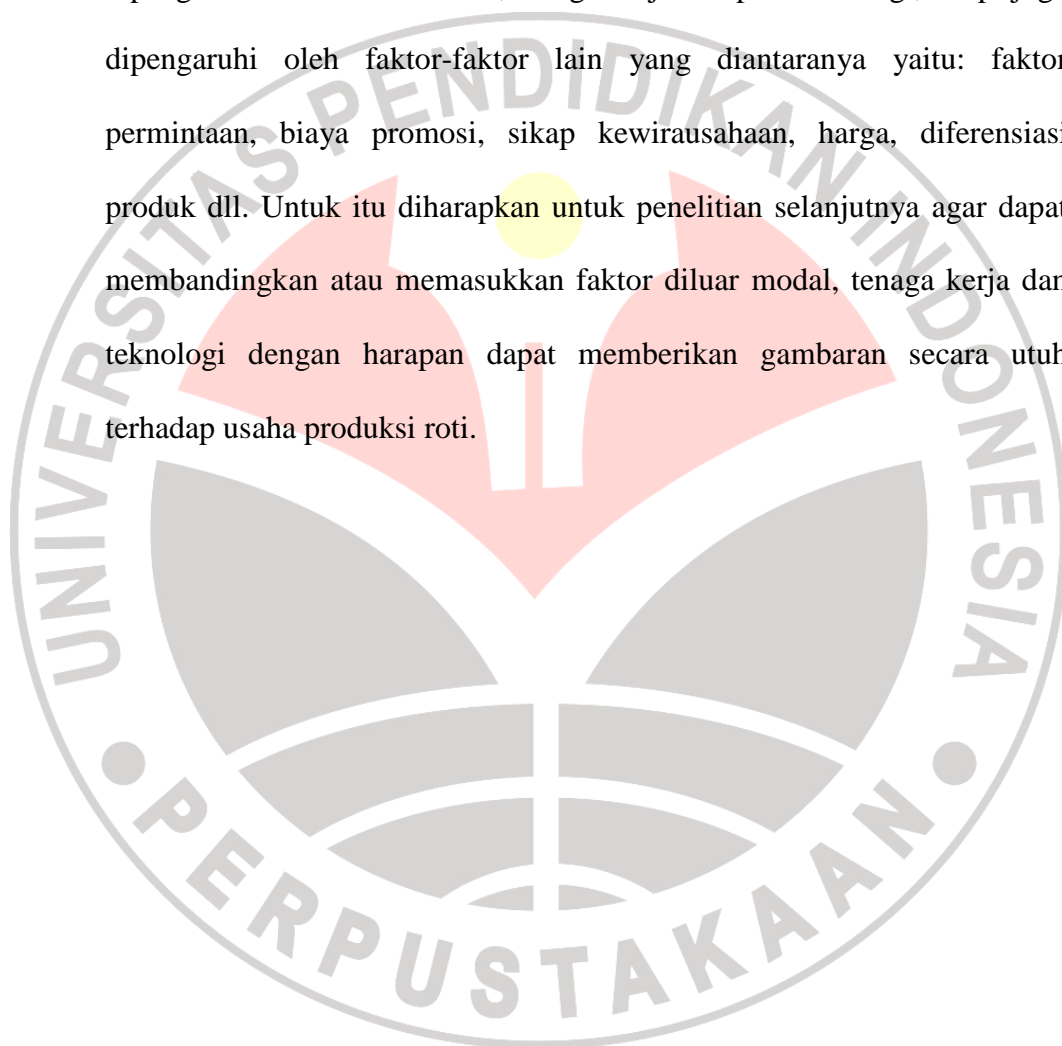 dipengaruhi oleh faktor-faktor lain yang diantaranya yaitu: faktor
permintaan, biaya promosi, sikap kewirausahaan, harga, diferensiasi
produk dll. Untuk itu diharapkan untuk penelitian selanjutnya agar dapat
membandingkan atau memasukkan faktor diluar modal, tenaga kerja dan
teknologi dengan harapan dapat memberikan gambaran secara utuh
terhadap usaha produksi roti.
UNIVERSITAS PENDIDIKAN INDONESIA
PERPUSTAKAAN